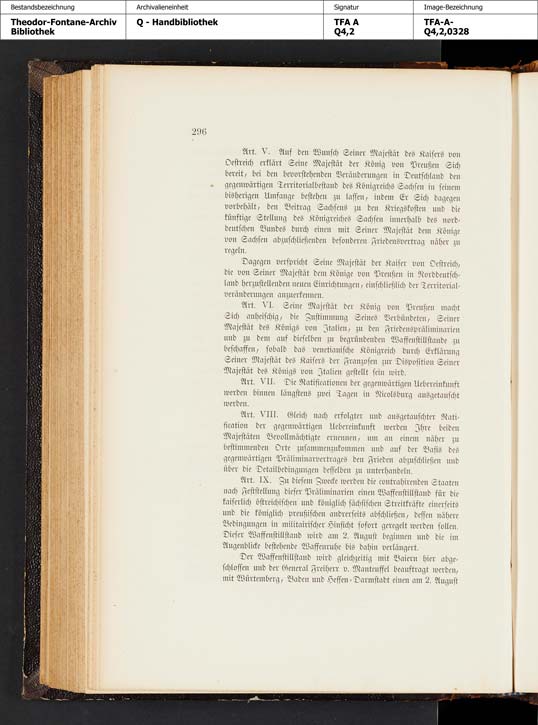 Bestandsbezeichnung
Archivalieneinheit
Signatur
Image-Bezeichnung
Theodor-Fontane-Archiv
Bibliothek
Q - Handbibliothek
TFA A
Q4,2
TFA-A-
Q4,2,0328
296
Art. V. Auf den Wunsch Seiner Majestät des Kaisers von
Oestreich erklärt Seine Majestät der König von Preußen Sich
bereit, bei den bevorstehenden Veränderungen in Deutschland den
gegenwärtigen Territorialbestand des Königreichs Sachsen in seinem
bisherigen Umfange bestehen zu lassen, indem Er Sich dagegen
vorbehält, den Beitrag Sachsens zu den Kriegskosten und die
künftige Stellung des Königreiches Sachsen innerhalb des nord-
deutschen Bundes durch einen mit Seiner Majestät dem Könige
von Sachsen abzuschließenden besonderen Friedensvertrag näher zu
regeln.
Dagegen verspricht Seine Majestät der Kaiser von Oestreich,
die von Seiner Majestät dem Könige von Preußen in Norddeutsch-
land herzustellenden neuen Einrichtungen, einschließlich der Territorial-
veränderungen anzuerkennen.
Art. VI. Seine Majestät der König von Preußen macht
Sich anheischig, die Zustimmung Seines Verbündeten, Seiner
Majestät des Königs von Italien, zu den Friedenspräliminarien
und zu dem auf dieselben zu begründenden Waffenstillstande zu
beschaffen, sobald das venetianische Königreich durch Erklärung
Seiner Majestät des Kaisers der Franzosen zur Disposition Seiner
Majestät des Königs von Italien gestellt sein wird.
Art. VII. Die Ratificationen der gegenwärtigen Uebereinkunft
werden binnen längstens zwei Tagen in Nicolsburg ausgetauscht
werden.
Art. VIII. Gleich nach erfolgter und ausgetauschter Rati-
fication der gegenwärtigen Uebereinkunft werden Ihre beiden
Majestäten Bevollmächtigte ernennen, um an einem näher zu
bestimmenden Orte zusammenzukommen und auf der Basis des
gegenwärtigen Präliminarvertrages den Frieden abzuschließen und
über die Detailbedingungen desselben zu unterhandeln.
Art. IX. Zu diesem Zwecke werden die contrahirenden Staaten
nach Feststellung dieser Präliminarien einen Waffenstillstand für die
kaiserlich östreichischen und königlich sächsischen Streitkräfte einerseits
und die königlich preußischen andrerseits abschließen, dessen nähere
Bedingungen in militairischer Hinsicht sofort geregelt werden sollen.
Dieser Waffenstillstand wird am 2. August beginnen und die im
Augenblicke bestehende Waffenruhe bis dahin verlängert.
Der Waffenstillstand wird gleichzeitig mit Baiern hier abge-
schlossen und der General Freiherr v. Manteuffel beauftragt werden,
mit Würtemberg, Baden und Hessen-Darmstadt einen am 2. August